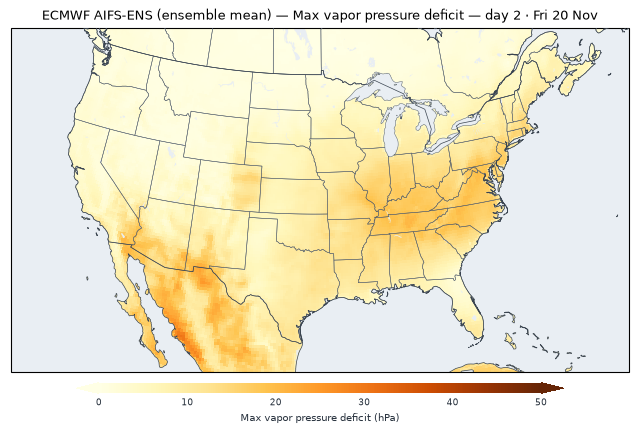 ECMWF AIFS-ENS (ensemble mean) — Max vapor pressure deficit — day 2 · Fri 20 Nov
0 10 20 30 40 50
Max vapor pressure deficit (hPa)